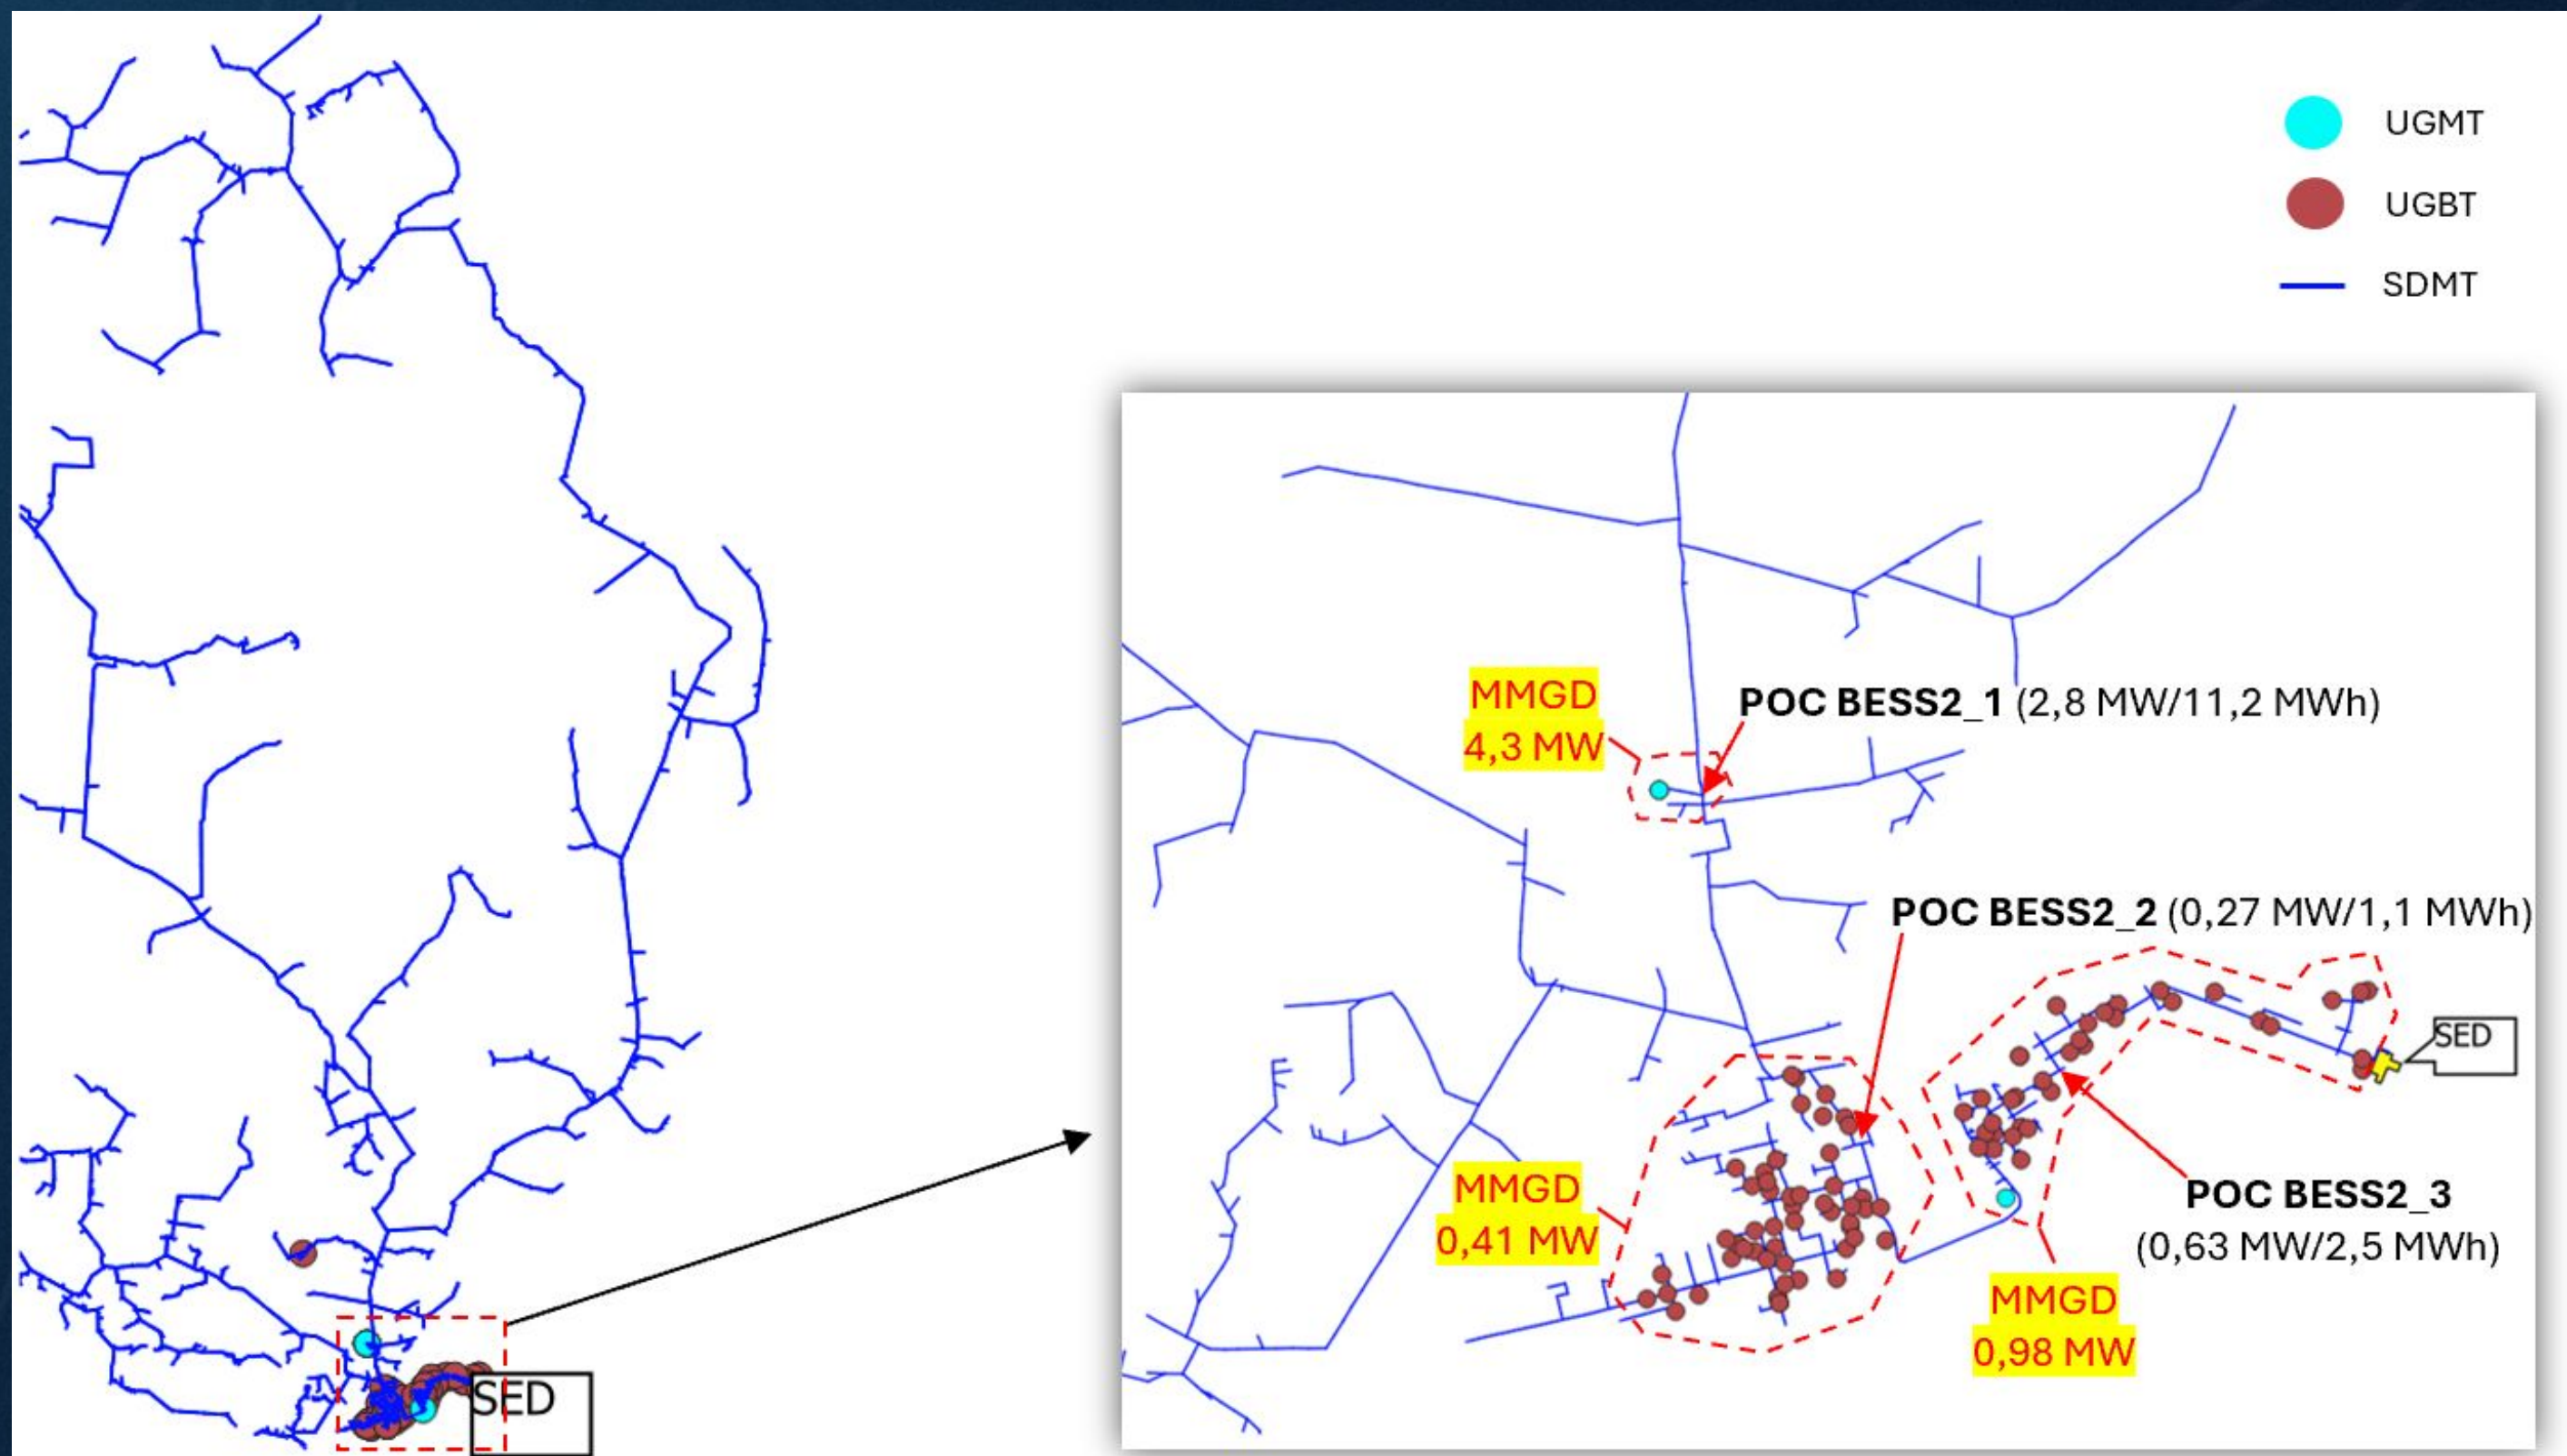 UGMT
UGBT
SDMT
MMGD
4,3 MW
POC BESS2_1 (2,8 MW/11,2 MWh)
POC BESS2_2 (0,27 MW/1,1 MWh)
SED
MMGD
0,41 MW
POC BESS2_3
(0,63 MW/2,5 MWh)
MMGD
0,98 MW
SED